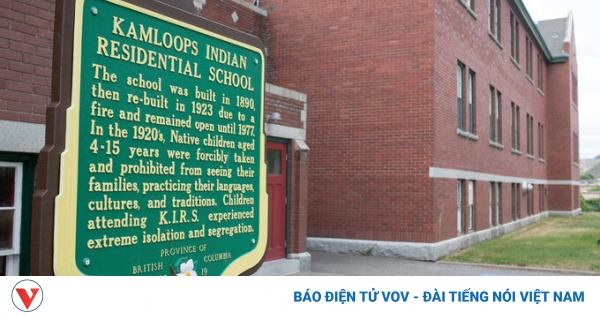 KAMLOOPS INDIAN
RESIDENTIAL SCHOOL
The school was built in 1890,
then re-built in 1923 due to a
fire and remained open until 1977.
In the 1920's, Native children aged
4-15 years were forcibly taken
and prohibited from seeing their
families, practicing their languages,
cultures, and traditions. Children
attending K.I.R.S. experienced
extreme isolation and segregation.
PROVINCE OF
BRITISH COLUMBIA
19
BÁO ĐIỆN TỬ VOV - ĐÀI TIẾNG NÓI VIỆT NAM